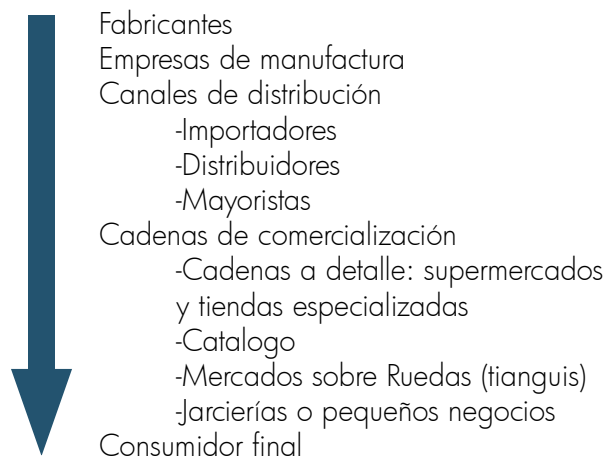 Fabricantes
Empresas de manufactura
Canales de distribución
-Importadores
-Distribuidores
-Mayoristas
Cadenas de comercialización
-Cadenas a detalle: supermercados
y tiendas especializadas
-Catalogo
-Mercados sobre Ruedas (tianguis)
-Jarcierías o pequeños negocios
Consumidor final